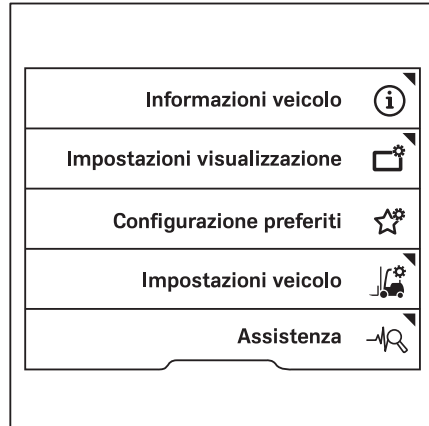 Informazioni veicolo
Impostazioni visualizzazione
Configurazione preferiti
Impostazioni veicolo
Assistenza